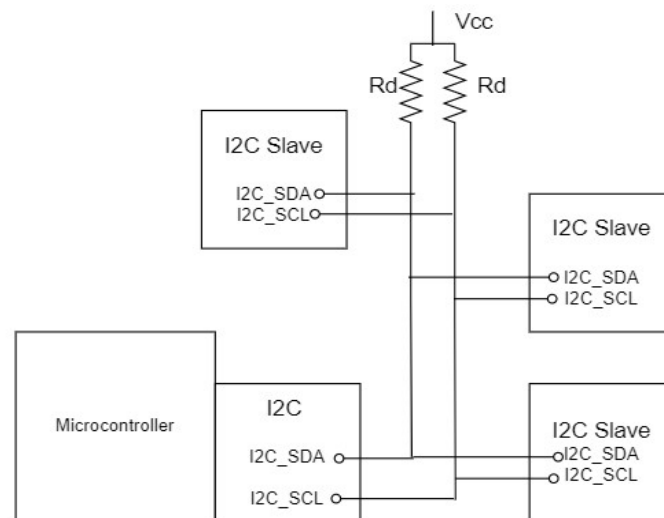 Vcc
Rd
Rd
I2C Slave
I2C_SDA
I2C_SCL
I2C Slave
I2C_SDA
I2C_SCL
Microcontroller
I2C
I2C_SDA
I2C_SCL
I2C Slave
I2C_SDA
I2C_SCL